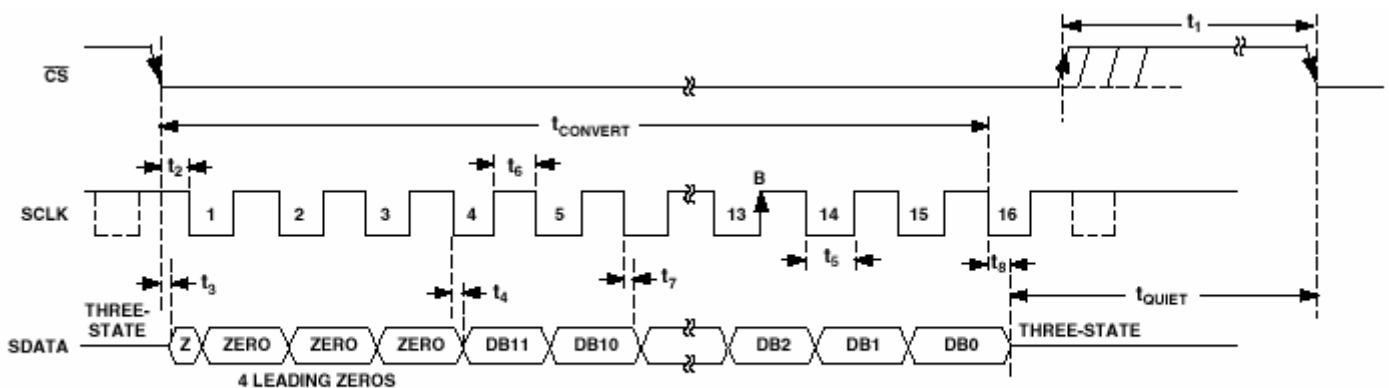 t1
CS
tCONVERT
t2
t6
B
SCLK
1 2 3 4 5 13 14 15 16
t3
t4
t7
t5
t8
tQUIET
THREE-
STATE
THREE-STATE
SDATA
Z ZERO ZERO ZERO DB11 DB10 DB2 DB1 DB0
4 LEADING ZEROS